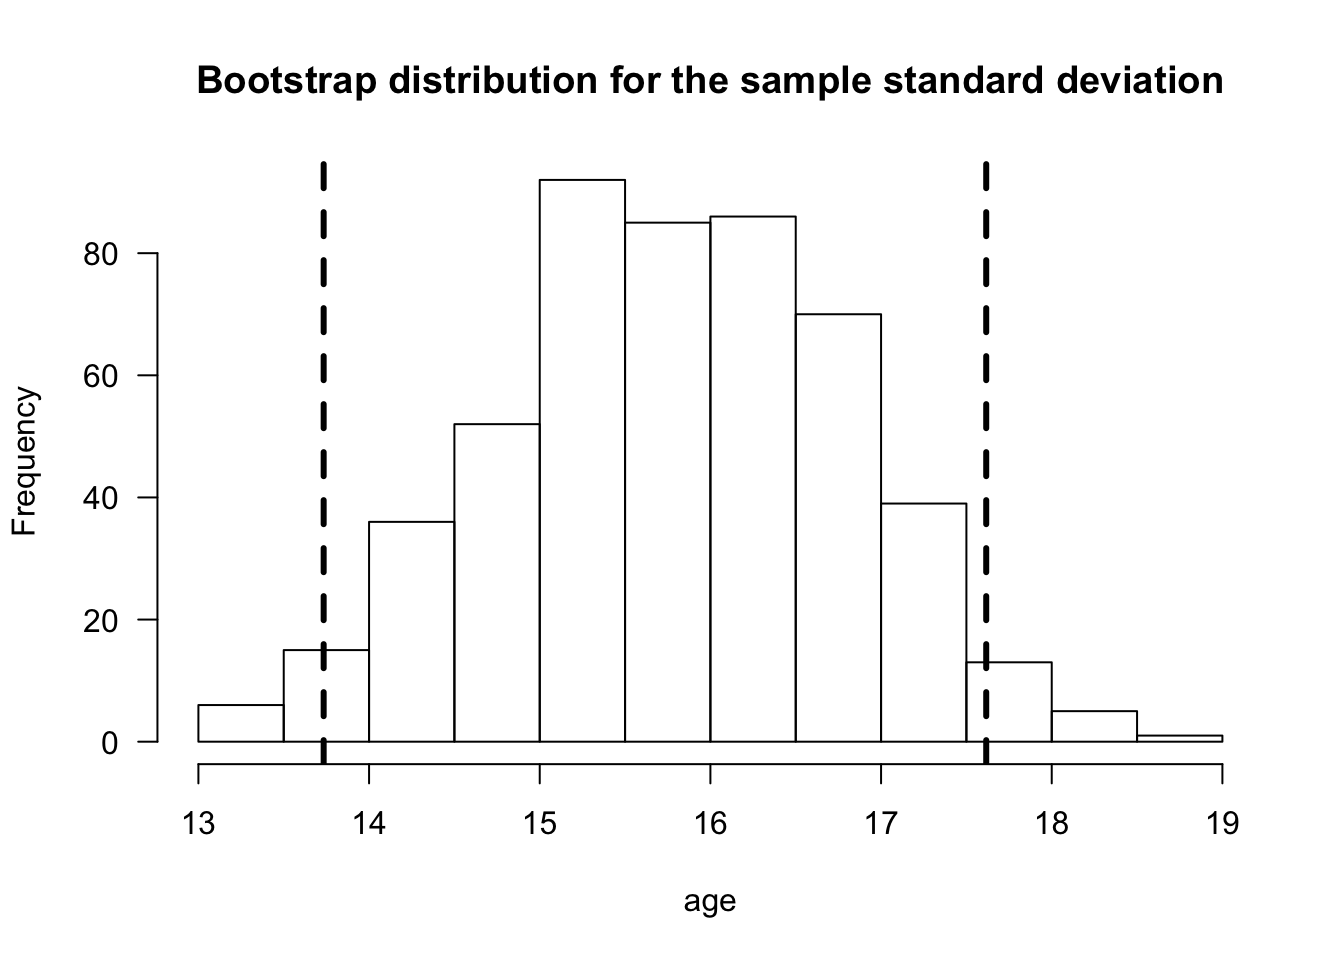 Bootstrap distribution for the sample standard deviation
Frequency
80
60
40
20
0
13 14 15 16 17 18 19
age